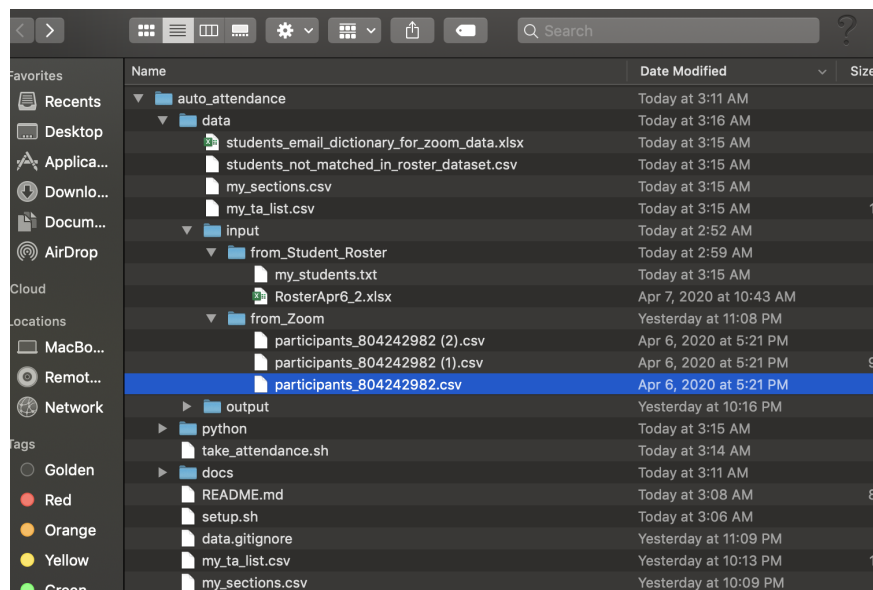 Search
?
Favorites
Recents
Desktop
Applica...
Downlo...
Docum...
AirDrop
Cloud
Locations
MacBo...
Remot...
Network
Tags
Golden
Red
Orange
Yellow
Green
Name Date Modified Size
auto_attendance Today at 3:11 AM
data Today at 3:16 AM
students_email_dictionary_for_zoom_data.xlsx Today at 3:15 AM
students_not_matched_in_roster_dataset.csv Today at 3:15 AM
my_sections.csv Today at 3:15 AM
my_ta_list.csv Today at 3:15 AM
input Today at 2:52 AM
from_Student_Roster Today at 2:59 AM
my_students.txt Today at 3:15 AM
RosterApr6_2.xlsx Apr 7, 2020 at 10:43 AM
from_Zoom Yesterday at 11:08 PM
participants_804242982 (2).csv Apr 6, 2020 at 5:21 PM
participants_804242982 (1).csv Apr 6, 2020 at 5:21 PM
participants_804242982.csv Apr 6, 2020 at 5:21 PM
output Yesterday at 10:16 PM
python Today at 3:15 AM
take_attendance.sh Today at 3:14 AM
docs Today at 3:11 AM
README.md Today at 3:08 AM
setup.sh Today at 3:06 AM
data.gitignore Yesterday at 11:09 PM
my_ta_list.csv Yesterday at 10:13 PM
my_sections.csv Yesterday at 10:09 PM